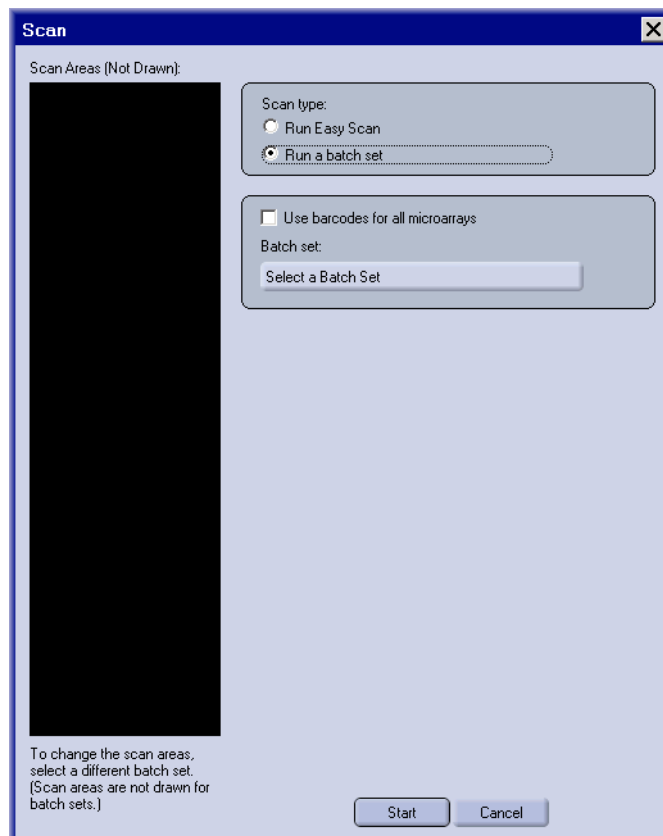 Scan
Scan Areas (Not Drawn):
Scan type:
Run Easy Scan
Run a batch set
Use barcodes for all microarrays
Batch set:
Select a Batch Set
To change the scan areas,
select a different batch set.
(Scan areas are not drawn for
batch sets.)
Start
Cancel